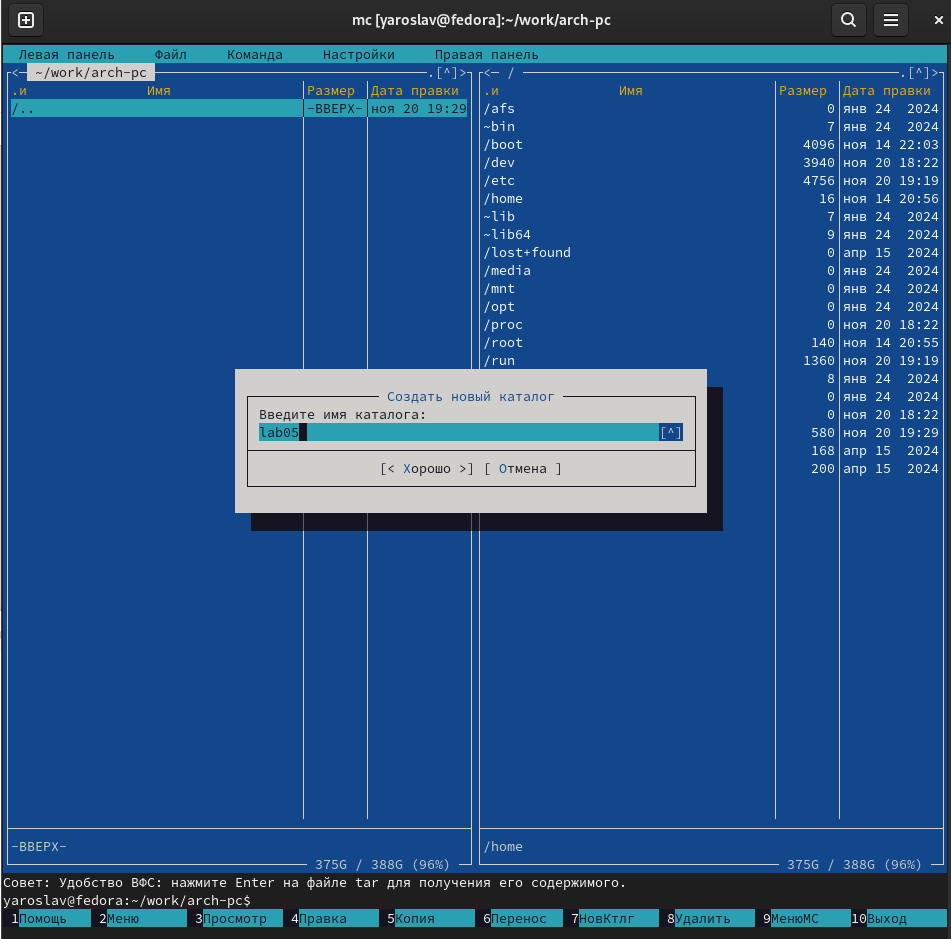 mc [yaroslav@fedora]:~/work/arch-pc
Левая панель Файл Команда Настройки Правая панель
<— ~/work/arch-pc .[^]> <— / .[^]>
.и Имя Размер Дата правки .и Имя Размер Дата правки
/.. -ВВЕРХ- ноя 20 19:29 /afs 0 янв 24 2024
~bin 7 янв 24 2024
/boot 4096 ноя 14 22:03
/dev 3940 ноя 20 18:22
/etc 4756 ноя 20 19:19
/home 16 ноя 14 20:56
~lib 7 янв 24 2024
~lib64 9 янв 24 2024
/lost+found 0 апр 15 2024
/media 0 янв 24 2024
/mnt 0 янв 24 2024
/opt 0 янв 24 2024
/proc 0 ноя 20 18:22
/root 140 ноя 14 20:55
/run 1360 ноя 20 19:19
8 янв 24 2024
Создать новый каталог 0 янв 24 2024
Введите имя каталога: 0 ноя 20 18:22
lab05 [^] 580 ноя 20 19:29
168 апр 15 2024
[< Хорошо >] [ Отмена ] 200 апр 15 2024
-ВВЕРХ- /home
375G / 388G (96%) 375G / 388G (96%)
Совет: Удобство ВФС: нажмите Enter на файле tar для получения его содержимого.
yaroslav@fedora:~/work/arch-pc$
1Помощь 2Меню 3Просмотр 4Правка 5Копия 6Перенос 7НовКтлг 8Удалить 9МенюMC 10Выход